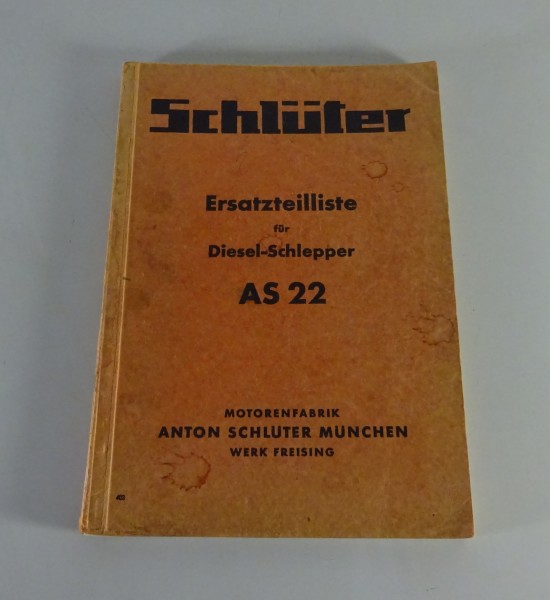 Schlüter
Ersatzteilliste
für
Diesel-Schlepper
AS 22
MOTORENFABRIK
ANTON SCHLÜTER MÜNCHEN
WERK FREISING